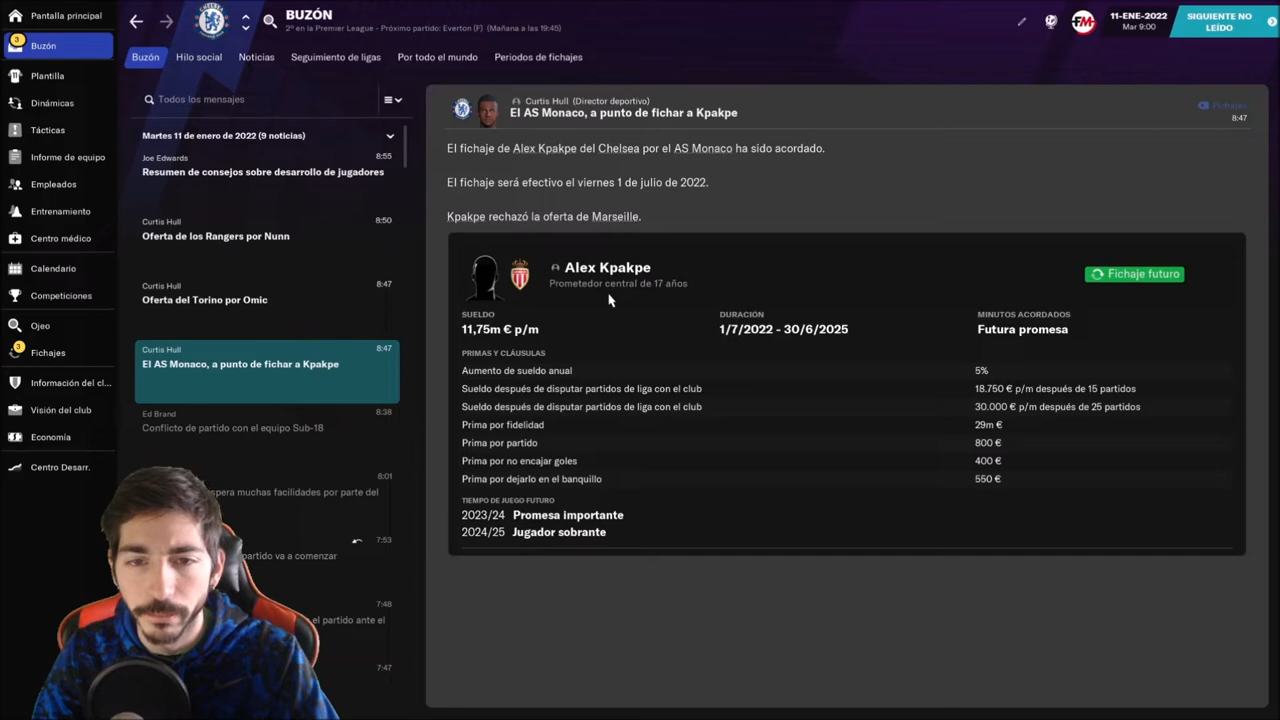 Pantalla principal
3
Buzón
Plantilla
Dinámicas
Tácticas
Informe de equipo
Empleados
Entrenamiento
Centro médico
Calendario
Competiciones
Ojeo
3
Fichajes
Información del cl...
Visión del club
Economía
Centro Desarr.
BUZÓN
2º en la Premier League - Próximo partido: Everton (F) (Mañana a las 19:45)
FM
11-ENE-2022
Mar 9:00
SIGUIENTE NO LEÍDO
Buzón
Hilo social
Noticias
Seguimiento de ligas
Por todo el mundo
Periodos de fichajes
Todos los mensajes
Martes 11 de enero de 2022 (9 noticias)
Joe Edwards
8:55
Resumen de consejos sobre desarrollo de jugadores
Curtis Hull
8:50
Oferta de los Rangers por Nunn
Curtis Hull
8:47
Oferta del Torino por Omic
Curtis Hull
8:47
El AS Monaco, a punto de fichar a Kpakpe
Ed Brand
8:38
Conflicto de partido con el equipo Sub-18
8:01
spera muchas facilidades por parte del
7:53
partido va a comenzar
7:48
el partido ante el
7:47
Curtis Hull (Director deportivo)
El AS Monaco, a punto de fichar a Kpakpe
Fichajes
8:47
El fichaje de Alex Kpakpe del Chelsea por el AS Monaco ha sido acordado.
El fichaje será efectivo el viernes 1 de julio de 2022.
Kpakpe rechazó la oferta de Marseille.
Alex Kpakpe
Prometedor central de 17 años
Fichaje futuro
SUELDO
11,75m € p/m
DURACIÓN
1/7/2022 - 30/6/2025
MINUTOS ACORDADOS
Futura promesa
PRIMAS Y CLÁUSULAS
Aumento de sueldo anual
5%
Sueldo después de disputar partidos de liga con el club
18.750 € p/m después de 15 partidos
Sueldo después de disputar partidos de liga con el club
30.000 € p/m después de 25 partidos
Prima por fidelidad
29m €
Prima por partido
800 €
Prima por no encajar goles
400 €
Prima por dejarlo en el banquillo
550 €
TIEMPO DE JUEGO FUTURO
2023/24 Promesa importante
2024/25 Jugador sobrante